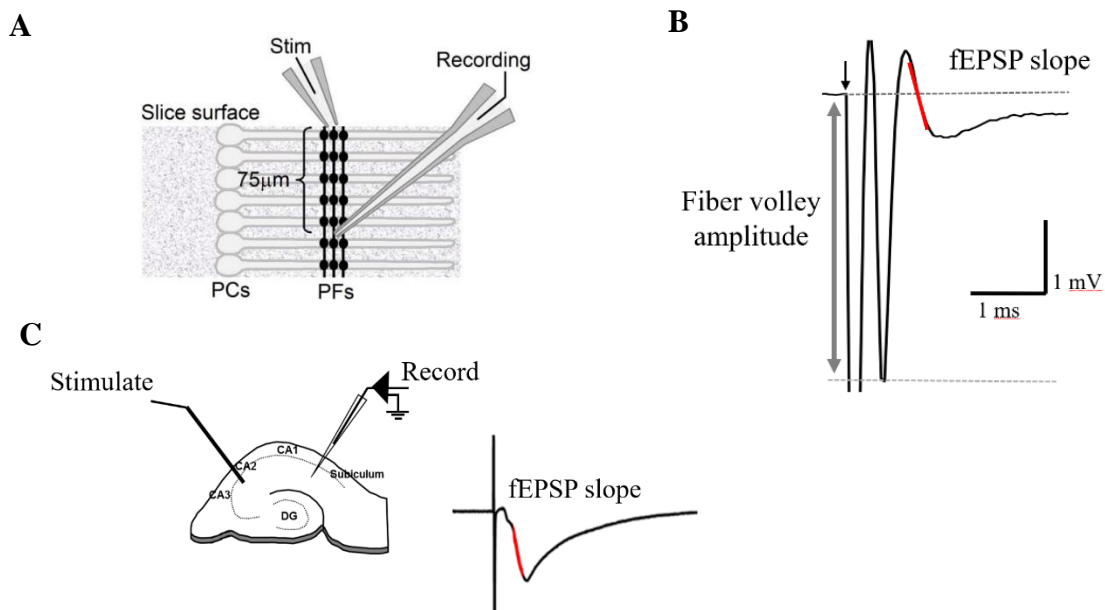 A
Stim
Recording
Slice surface
75μm
PCs
PFs
B
fEPSP slope
Fiber volley
amplitude
1 mV
1 ms
C
Stimulate
Record
CA1
CA2
Subiculum
CA3
DG
fEPSP slope